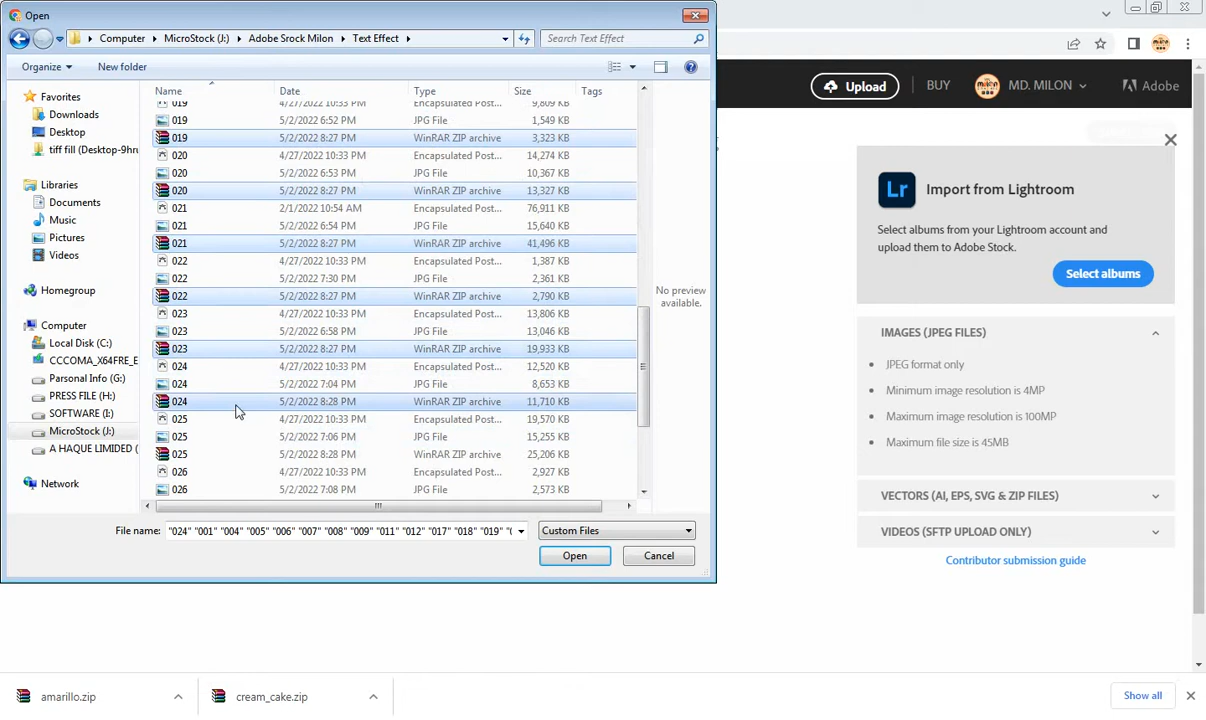 Open
Computer MicroStock (J:) Adobe Srock Milon Text Effect
Search Text Effect
Organize New folder
Name Date Type Size Tags
019 4/27/2022 10:33 PM Encapsulated Post... 9,809 KB
019 5/2/2022 6:52 PM JPG File 1,549 KB
019 5/2/2022 8:27 PM WinRAR ZIP archive 3,323 KB
020 4/27/2022 10:33 PM Encapsulated Post... 14,274 KB
020 5/2/2022 6:53 PM JPG File 10,367 KB
020 5/2/2022 8:27 PM WinRAR ZIP archive 13,327 KB
021 2/1/2022 10:54 AM Encapsulated Post... 76,911 KB
021 5/2/2022 6:54 PM JPG File 15,640 KB
021 5/2/2022 8:27 PM WinRAR ZIP archive 41,496 KB
022 4/27/2022 10:33 PM Encapsulated Post... 1,387 KB
022 5/2/2022 7:30 PM JPG File 2,361 KB
022 5/2/2022 8:27 PM WinRAR ZIP archive 2,790 KB
023 4/27/2022 10:33 PM Encapsulated Post... 13,806 KB
023 5/2/2022 6:58 PM JPG File 13,046 KB
023 5/2/2022 8:27 PM WinRAR ZIP archive 19,933 KB
024 4/27/2022 10:33 PM Encapsulated Post... 12,520 KB
024 5/2/2022 7:04 PM JPG File 8,653 KB
024 5/2/2022 8:28 PM WinRAR ZIP archive 11,710 KB
025 4/27/2022 10:33 PM Encapsulated Post... 19,570 KB
025 5/2/2022 7:06 PM JPG File 15,255 KB
025 5/2/2022 8:28 PM WinRAR ZIP archive 25,206 KB
026 4/27/2022 10:33 PM Encapsulated Post... 2,927 KB
026 5/2/2022 7:08 PM JPG File 2,573 KB
Favorites
Downloads
Desktop
tiff fill (Desktop-9hru
Libraries
Documents
Music
Pictures
Videos
Homegroup
Computer
Local Disk (C:)
CCCOMA_X64FRE_E
Parsonal Info (G:)
PRESS FILE (H:)
SOFTWARE (I:)
MicroStock (J:)
A HAQUE LIMIDED (
Network
No preview
available.
File name: "024" "001" "004" "005" "006" "007" "008" "009" "011" "012" "017" "018" "019" "( Custom Files
Open Cancel
Upload BUY MD. MILON Adobe
Lr Import from Lightroom
Select albums from your Lightroom account and
upload them to Adobe Stock.
Select albums
IMAGES (JPEG FILES)
JPEG format only
Minimum image resolution is 4MP
Maximum image resolution is 100MP
Maximum file size is 45MB
VECTORS (AI, EPS, SVG & ZIP FILES)
VIDEOS (SFTP UPLOAD ONLY)
Contributor submission guide
amarillo.zip cream_cake.zip Show all